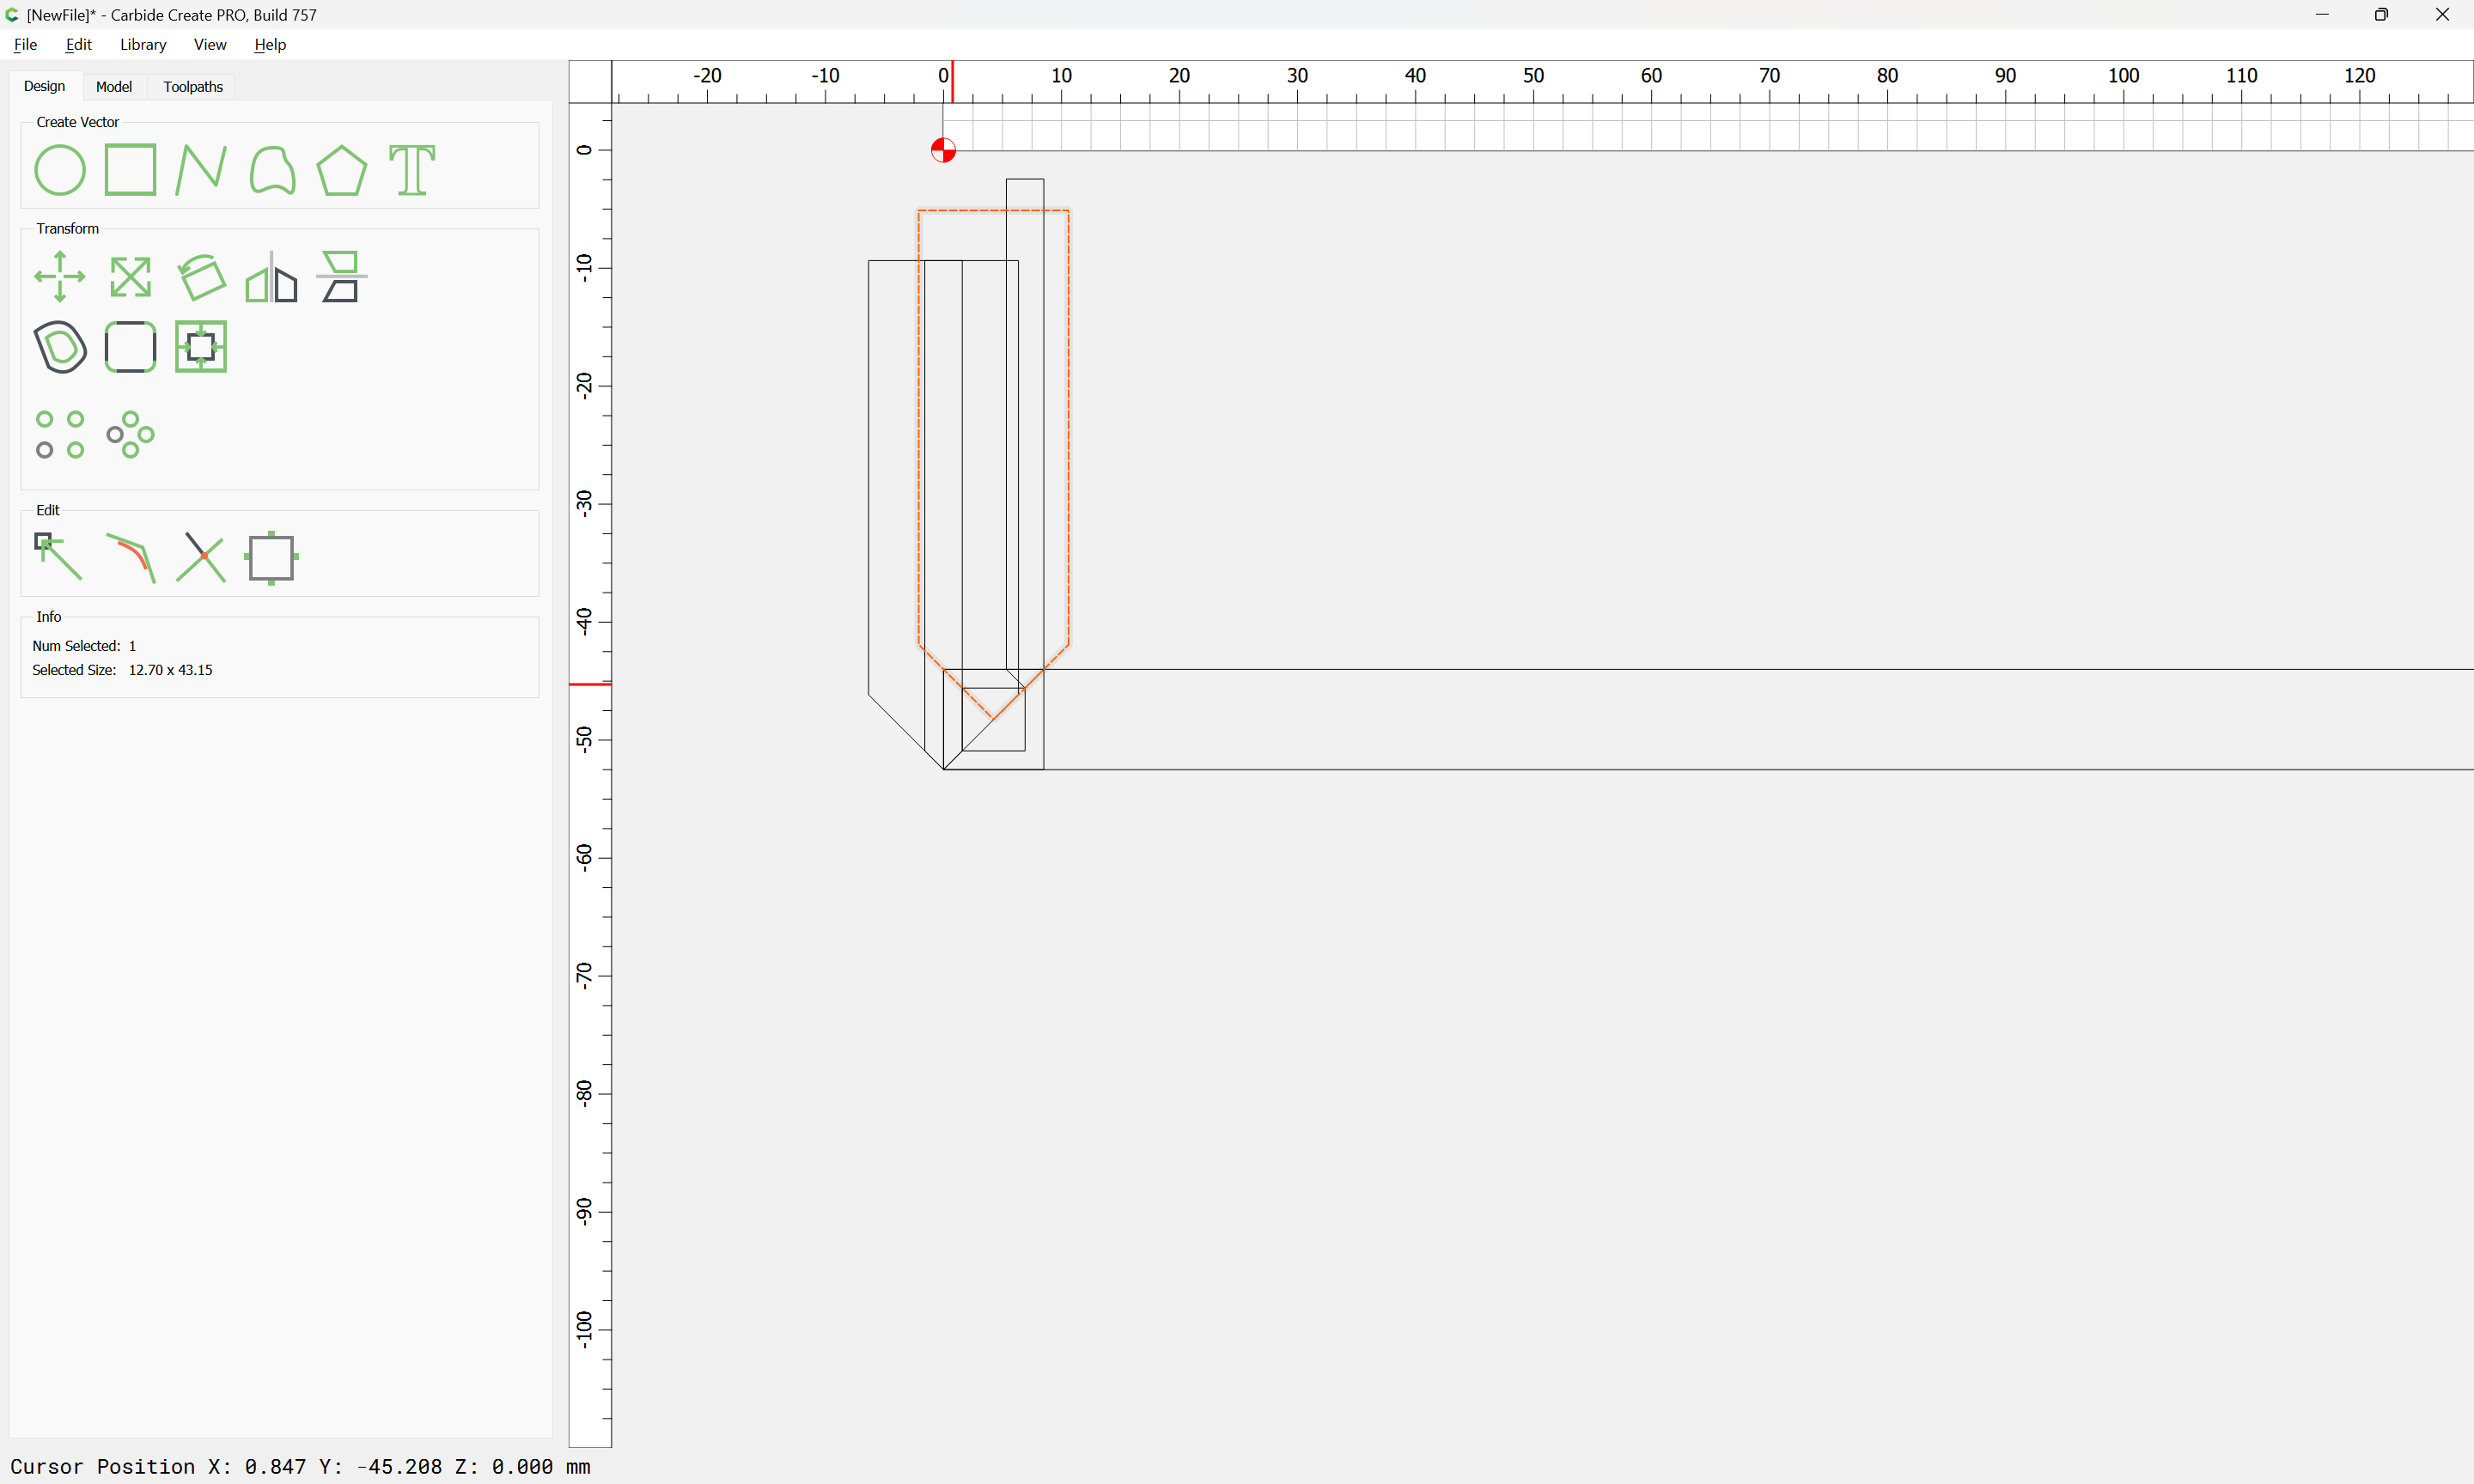 [NewFile]* - Carbide Create PRO, Build 757
File Edit Library View Help
Design Model Toolpaths
Create Vector
Transform
Edit
Info
Num Selected: 1
Selected Size: 12.70 x 43.15
-20 -10 0 10 20 30 40 50 60 70 80 90 100 110 120
0
-10
-20
-30
-40
-50
-60
-70
-80
-90
-100
Cursor Position X: 0.847 Y: -45.208 Z: 0.000 mm